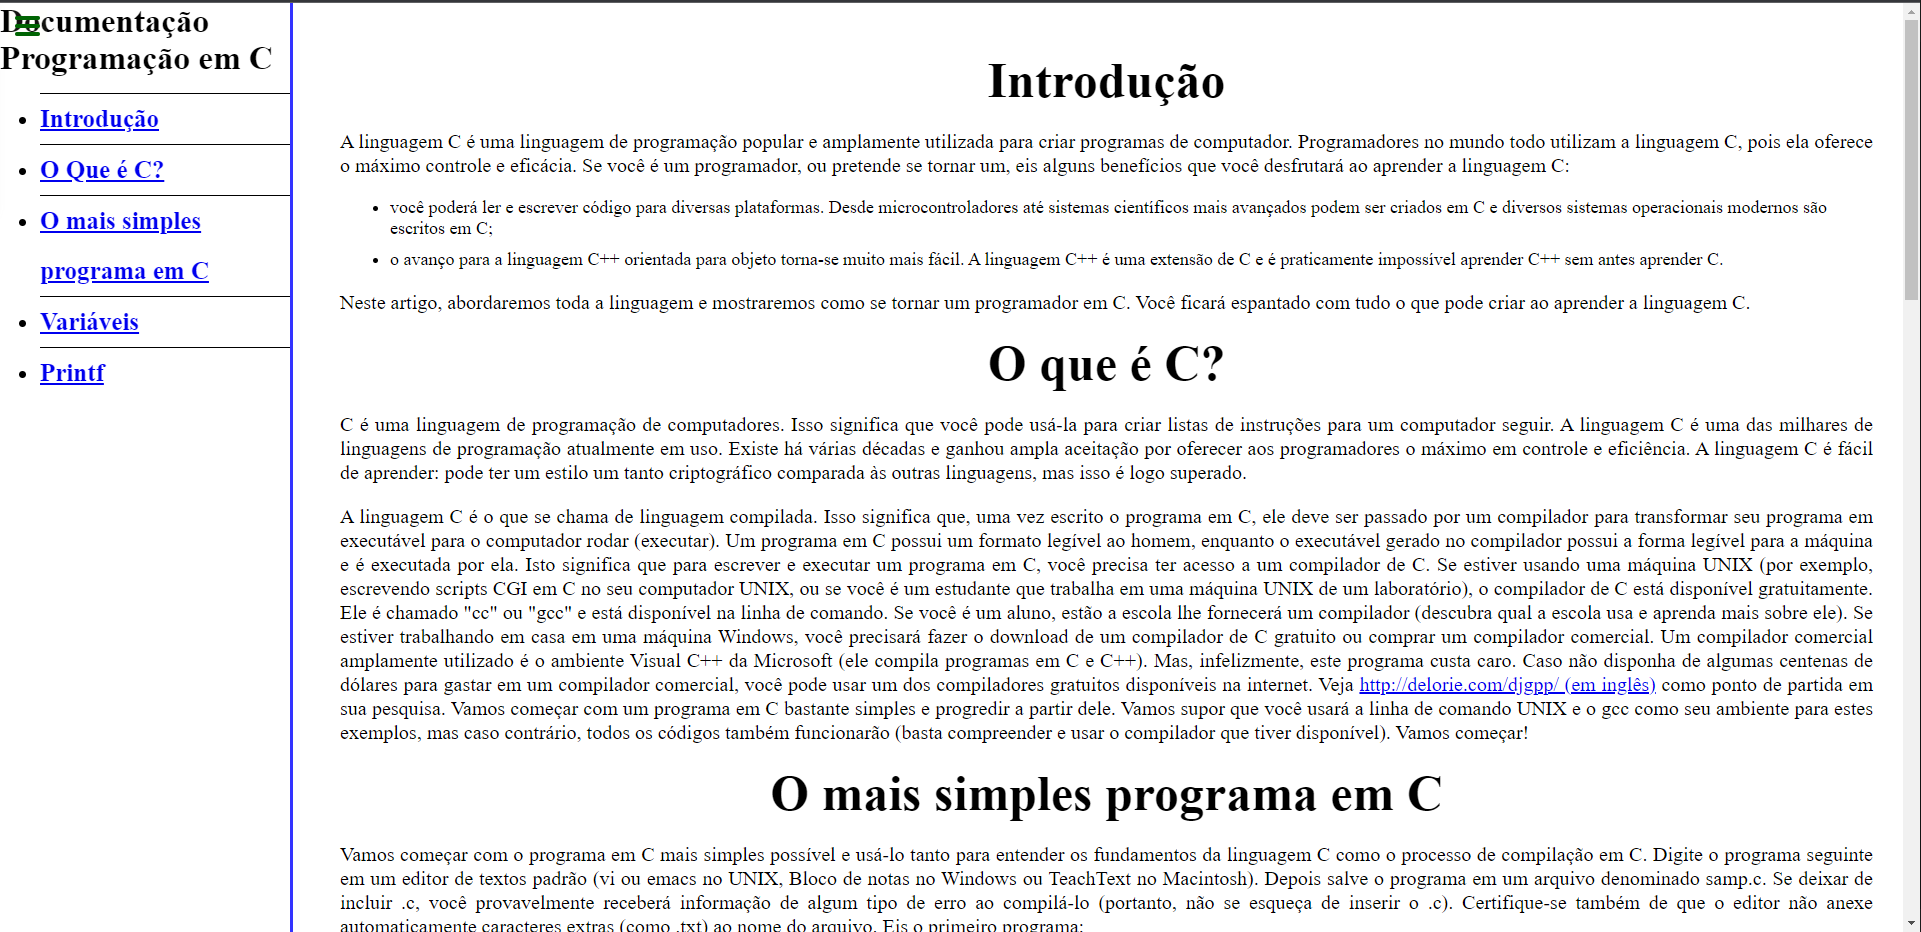 Documentação
Programação em C
Introdução
O Que é C?
O mais simples
programa em C
Variáveis
Printf
Introdução
A linguagem C é uma linguagem de programação popular e amplamente utilizada para criar programas de computador. Programadores no mundo todo utilizam a linguagem C, pois ela oferece
o máximo controle e eficácia. Se você é um programador, ou pretende se tornar um, eis alguns benefícios que você desfrutará ao aprender a linguagem C:
você poderá ler e escrever código para diversas plataformas. Desde microcontroladores até sistemas científicos mais avançados podem ser criados em C e diversos sistemas operacionais modernos são
escritos em C;
o avanço para a linguagem C++ orientada para objeto torna-se muito mais fácil. A linguagem C++ é uma extensão de C e é praticamente impossível aprender C++ sem antes aprender C.
Neste artigo, abordaremos toda a linguagem e mostraremos como se tornar um programador em C. Você ficará espantado com tudo o que pode criar ao aprender a linguagem C.
O que é C?
C é uma linguagem de programação de computadores. Isso significa que você pode usá-la para criar listas de instruções para um computador seguir. A linguagem C é uma das milhares de
linguagens de programação atualmente em uso. Existe há várias décadas e ganhou ampla aceitação por oferecer aos programadores o máximo em controle e eficiência. A linguagem C é fácil
de aprender: pode ter um estilo um tanto criptográfico comparada às outras linguagens, mas isso é logo superado.
A linguagem C é o que se chama de linguagem compilada. Isso significa que, uma vez escrito o programa em C, ele deve ser passado por um compilador para transformar seu programa em
executável para o computador rodar (executar). Um programa em C possui um formato legível ao homem, enquanto o executável gerado no compilador possui a forma legível para a máquina
e é executada por ela. Isto significa que para escrever e executar um programa em C, você precisa ter acesso a um compilador de C. Se estiver usando uma máquina UNIX (por exemplo,
escrevendo scripts CGI em C no seu computador UNIX, ou se você é um estudante que trabalha em uma máquina UNIX de um laboratório), o compilador de C está disponível gratuitamente.
Ele é chamado "cc" ou "gcc" e está disponível na linha de comando. Se você é um aluno, estão a escola lhe fornecerá um compilador (descubra qual a escola usa e aprenda mais sobre ele). Se
estiver trabalhando em casa em uma máquina Windows, você precisará fazer o download de um compilador de C gratuito ou comprar um compilador comercial. Um compilador comercial
amplamente utilizado é o ambiente Visual C++ da Microsoft (ele compila programas em C e C++). Mas, infelizmente, este programa custa caro. Caso não disponha de algumas centenas de
dólares para gastar em um compilador comercial, você pode usar um dos compiladores gratuitos disponíveis na internet. Veja http://delorie.com/djgpp/ (em inglês) como ponto de partida em
sua pesquisa. Vamos começar com um programa em C bastante simples e progredir a partir dele. Vamos supor que você usará a linha de comando UNIX e o gcc como seu ambiente para estes
exemplos, mas caso contrário, todos os códigos também funcionarão (basta compreender e usar o compilador que tiver disponível). Vamos começar!
O mais simples programa em C
Vamos começar com o programa em C mais simples possível e usá-lo tanto para entender os fundamentos da linguagem C como o processo de compilação em C. Digite o programa seguinte
em um editor de textos padrão (vi ou emacs no UNIX, Bloco de notas no Windows ou TeachText no Macintosh). Depois salve o programa em um arquivo denominado samp.c. Se deixar de
incluir .c, você provavelmente receberá informação de algum tipo de erro ao compilá-lo (portanto, não se esqueça de inserir o .c). Certifique-se também de que o editor não anexe
automaticamente caracteres extras (como .txt) ao nome do arquivo. Eis o primeiro programa: